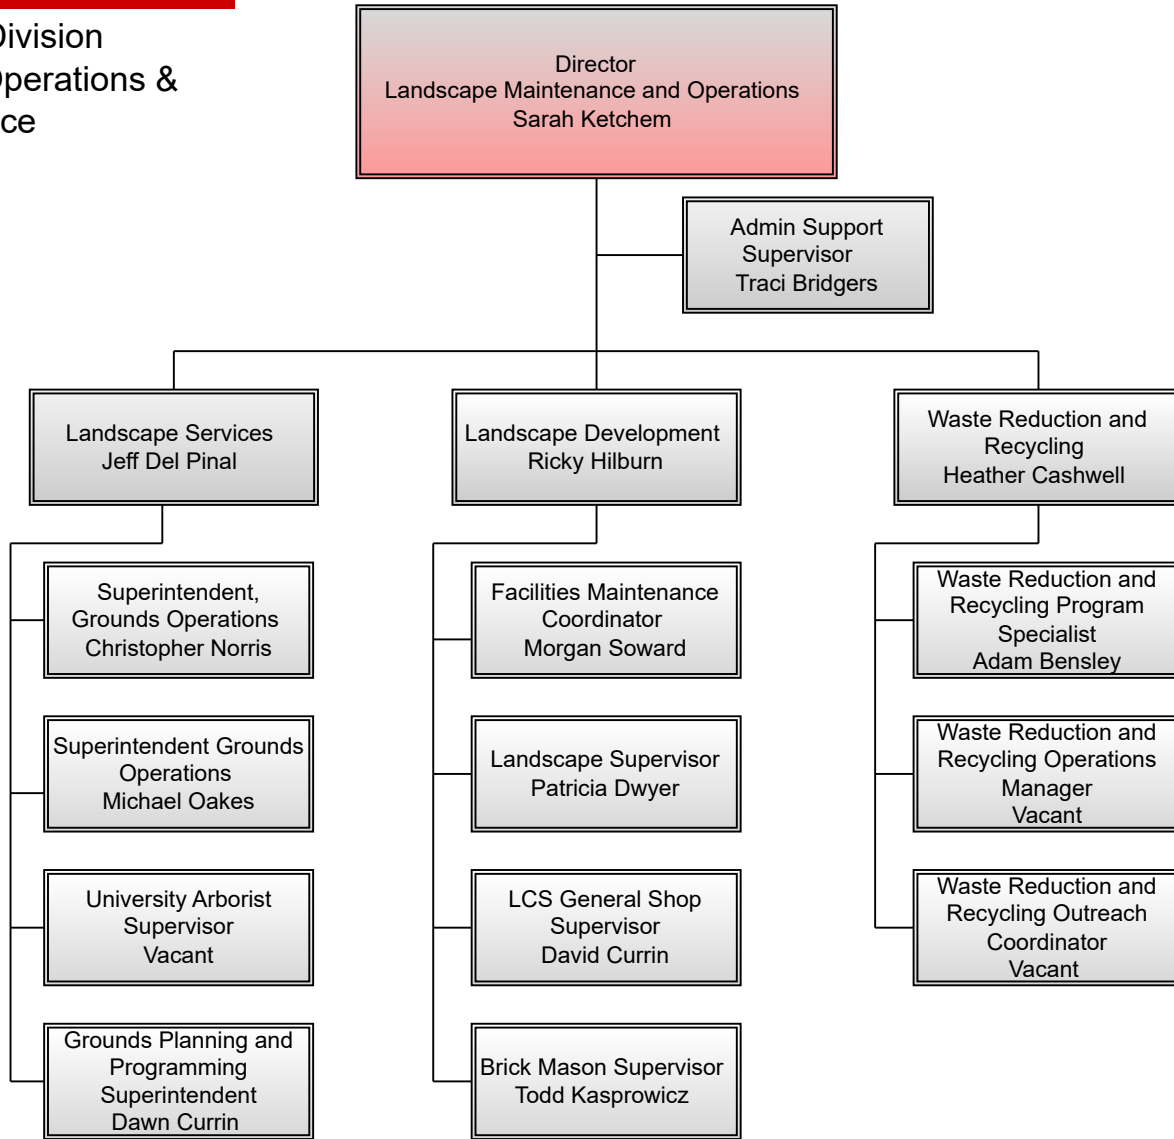 Division
Operations &
ce
Director
Landscape Maintenance and Operations
Sarah Ketchem
Admin Support
Supervisor
Traci Bridgers
Landscape Services
Jeff Del Pinal
Landscape Development
Ricky Hilburn
Waste Reduction and
Recycling
Heather Cashwell
Superintendent,
Grounds Operations
Christopher Norris
Facilities Maintenance
Coordinator
Morgan Soward
Waste Reduction and
Recycling Program
Specialist
Adam Bensley
Superintendent Grounds
Operations
Michael Oakes
Landscape Supervisor
Patricia Dwyer
Waste Reduction and
Recycling Operations
Manager
Vacant
University Arborist
Supervisor
Vacant
LCS General Shop
Supervisor
David Currin
Waste Reduction and
Recycling Outreach
Coordinator
Vacant
Grounds Planning and
Programming
Superintendent
Dawn Currin
Brick Mason Supervisor
Todd Kasprowicz